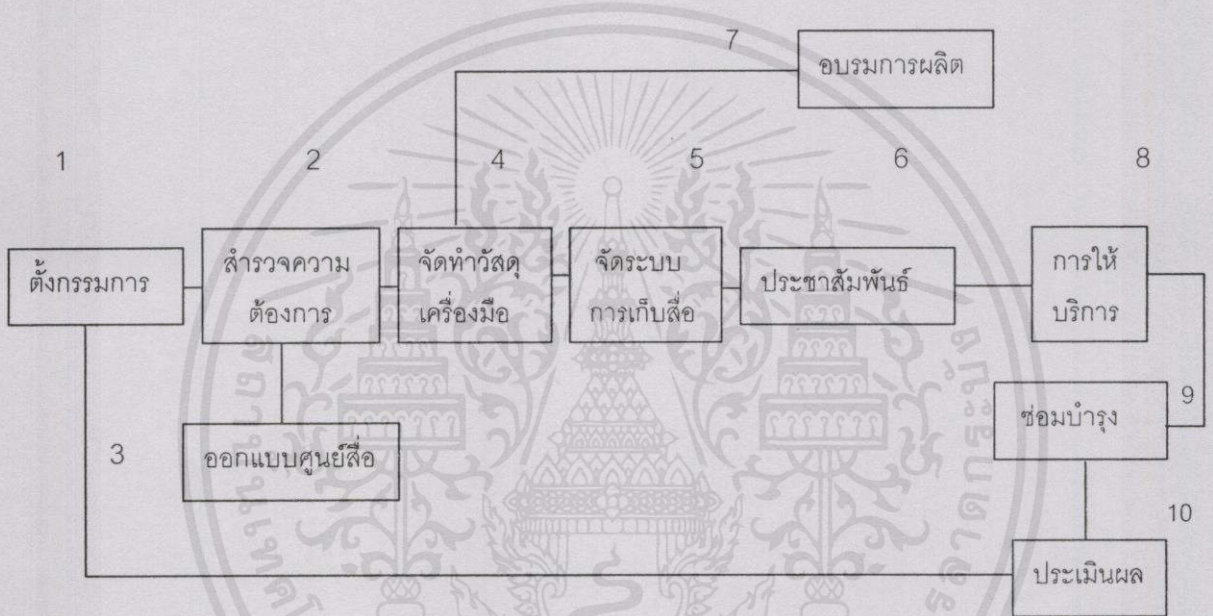 7
อบรมการผลิต
1
2
4
5
6
8
ตั้งกรรมการ
สำรวจความ
ต้องการ
จัดทำวัสดุ
เครื่องมือ
จัดระบบ
การเก็บสื่อ
ประชาสัมพันธ์
การให้
บริการ
9
ซ่อมบำรุง
3
ออกแบบศูนย์สื่อ
10
ประเมินผล